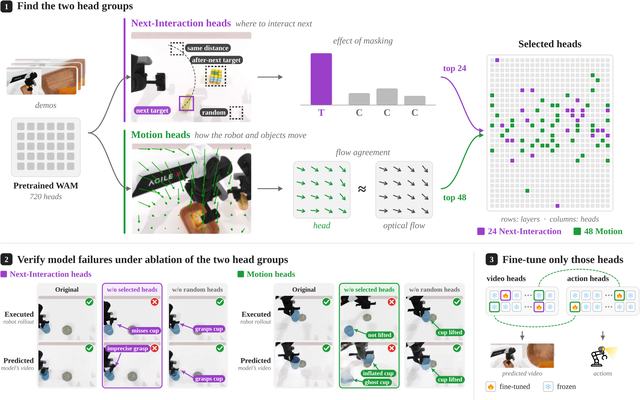 1 Find the two head groups
Next-Interaction heads where to interact next
same distance
after-next target
next target
random
effect of masking
T C C C
demos
Pretrained WAM
720 heads
Motion heads how the robot and objects move
AGILE
flow agreement
≈
head
optical flow
top 24
top 48
Selected heads
rows: layers · columns: heads
24 Next-Interaction 48 Motion
2 Verify model failures under ablation of the two head groups
Next-Interaction heads
Original w/o selected heads w/o random heads
Executed
robot rollout
misses cup
grasps cup
Predicted
model's video
imprecise grasp
grasps cup
Motion heads
Original w/o selected heads w/o random heads
Executed
robot rollout
not lifted
cup lifted
Predicted
model's video
inflated cup
ghost cup
cup lifted
3 Fine-tune only those heads
video heads action heads
predicted video
actions
fine-tuned frozen